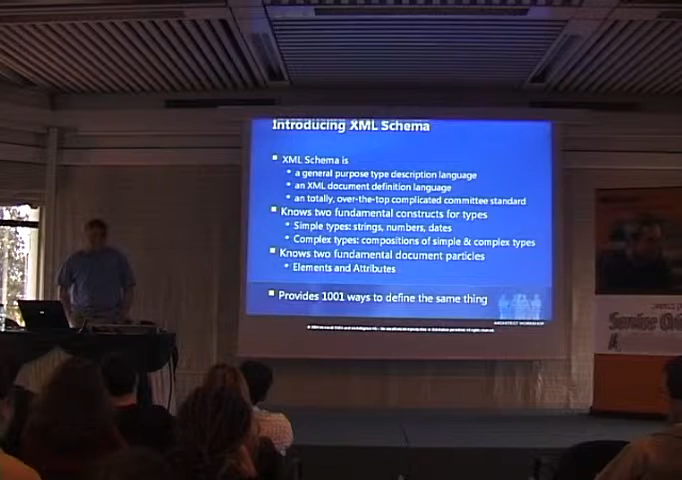 Introducing XML Schema
XML Schema is
a general purpose type description language
an XML document definition language
an totally, over-the-top complicated committee standard
Knows two fundamental constructs for types
Simple types: strings, numbers, dates
Complex types: compositions of simple & complex types
Knows two fundamental document particles
Elements and Attributes
Provides 1001 ways to define the same thing
ARCHITECT WORKSHOP